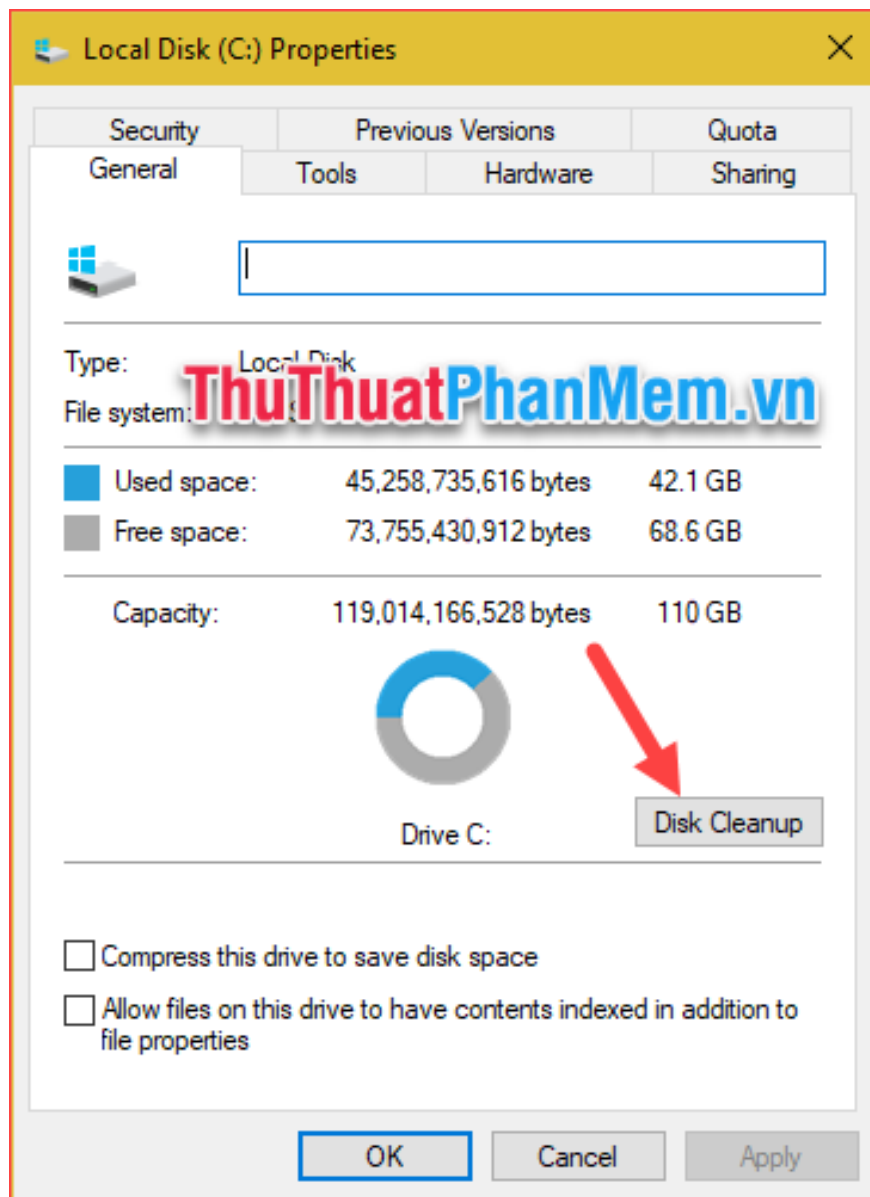 Local Disk (C:) Properties
Security Previous Versions Quota
General Tools Hardware Sharing
Type: Local Disk
ThuThuatPhanMem.vn
File system:
Used space: 45,258,735,616 bytes 42.1 GB
Free space: 73,755,430,912 bytes 68.6 GB
Capacity: 119,014,166,528 bytes 110 GB
Drive C:
Disk Cleanup
Compress this drive to save disk space
Allow files on this drive to have contents indexed in addition to
file properties
OK Cancel Apply